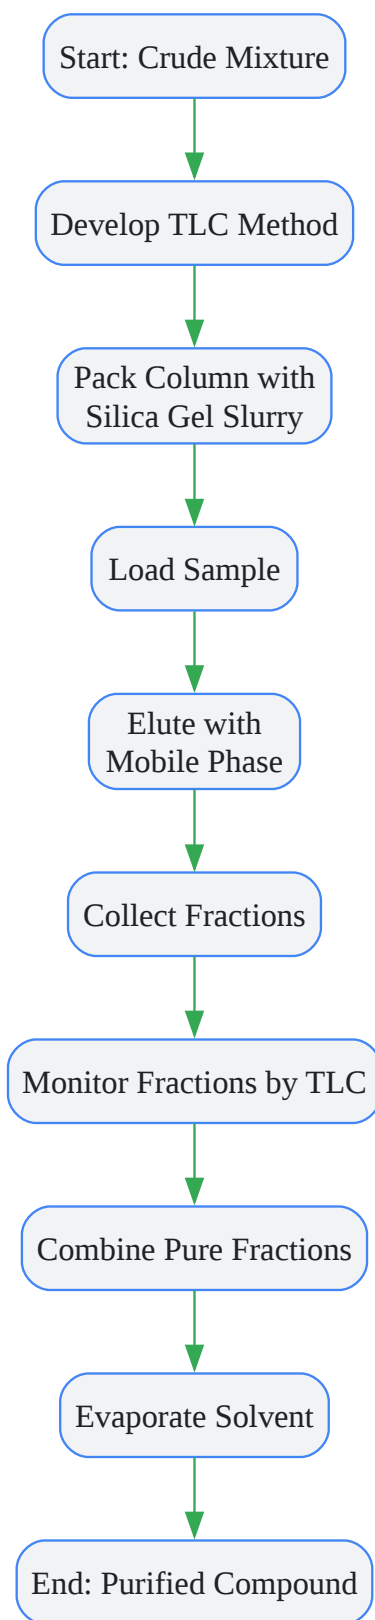 Start: Crude Mixture
Develop TLC Method
Pack Column with
Silica Gel Slurry
Load Sample
Elute with
Mobile Phase
Collect Fractions
Monitor Fractions by TLC
Combine Pure Fractions
Evaporate Solvent
End: Purified Compound